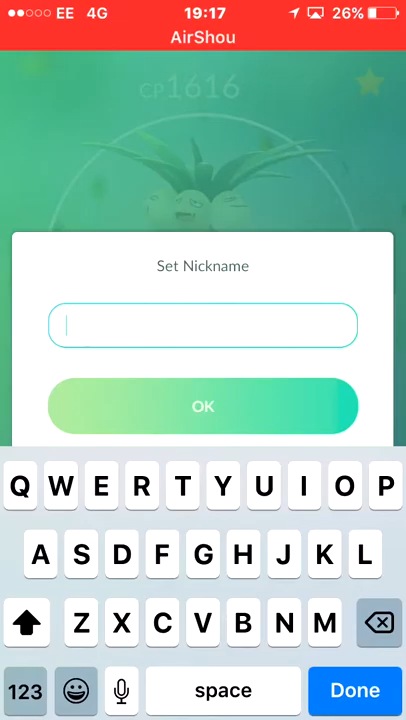 EE 4G 19:17 26%
AirShou
CP1616
Set Nickname
OK
Q W E R T Y U I O P
A S D F G H J K L
Z X C V B N M
123 space Done